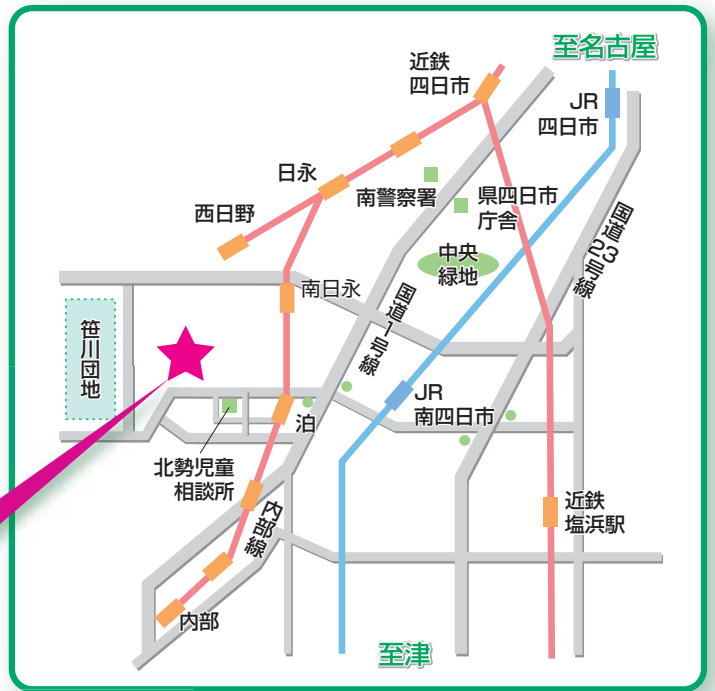 至名古屋
近鉄
四日市
JR
四日市
日永
南警察署
県四日市
庁舎
西日野
国道23号線
中央
緑地
南日永
国道1号線
笹川団地
JR
南四日市
泊
北勢児童
相談所
近鉄
塩浜駅
内部線
内部
至津